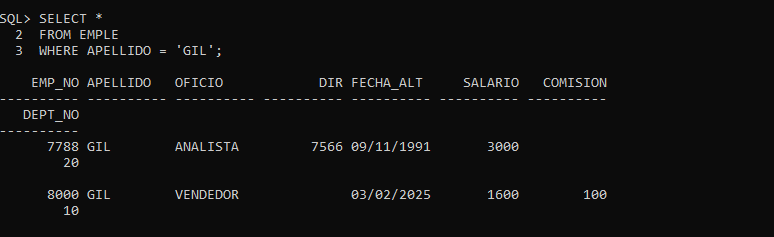 SQL> SELECT *
  2  FROM EMPLE
  3  WHERE APELLIDO = 'GIL';
    EMP_NO APELLIDO   OFICIO            DIR FECHA_ALT     SALARIO   COMISION
---------- ---------- ---------- ---------- ---------- ---------- ----------
   DEPT_NO
----------
      7788 GIL        ANALISTA         7566 09/11/1991       3000
        20
      8000 GIL        VENDEDOR              03/02/2025       1600        100
        10